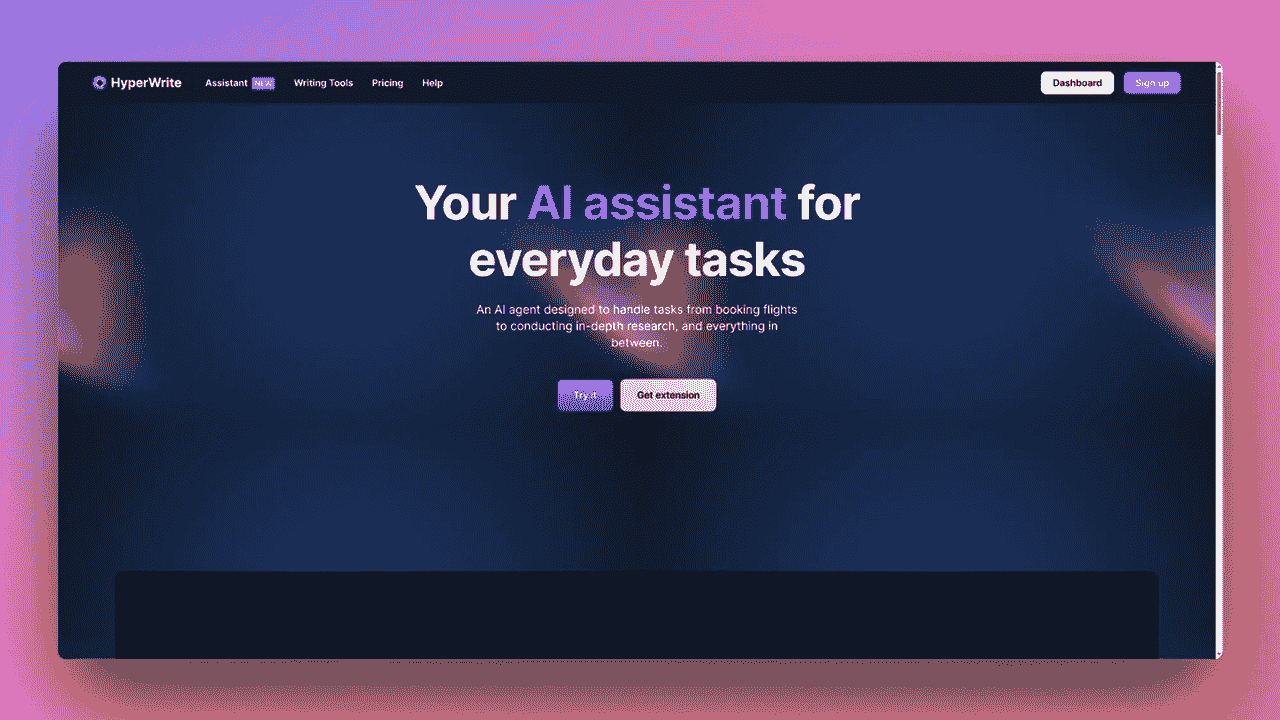 HyperWrite Assistant NEW Writing Tools Pricing Help Dashboard Sign up
Your AI assistant for
everyday tasks
An AI agent designed to handle tasks from booking flights
to conducting in-depth research, and everything in
between.
Try it Get extension